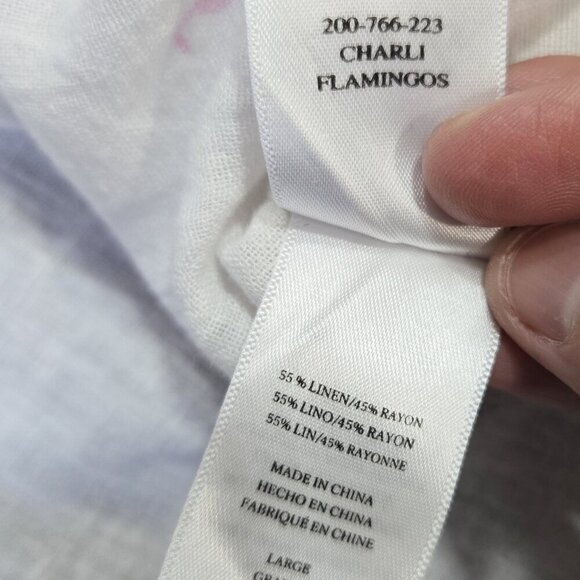 200-766-223
CHARLI
FLAMINGOS
55 % LINEN/45% RAYON
55% LINO/45% RAYON
55% LIN/45% RAYONNE
MADE IN CHINA
HECHO EN CHINA
FABRIQUÉ EN CHINE
LARGE